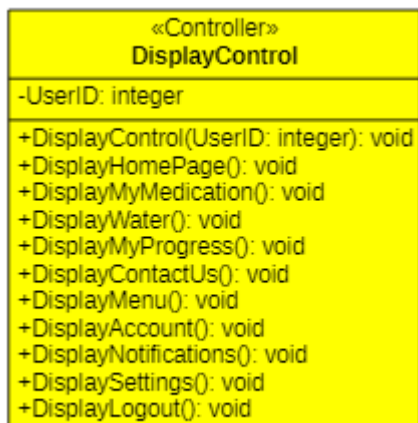 «Controller»
DisplayControl
-UserID: integer
+DisplayControl(UserID: integer): void
+DisplayHomePage(): void
+DisplayMyMedication(): void
+DisplayWater(): void
+DisplayMyProgress(): void
+DisplayContactUs(): void
+DisplayMenu(): void
+DisplayAccount(): void
+DisplayNotifications(): void
+DisplaySettings(): void
+DisplayLogout(): void